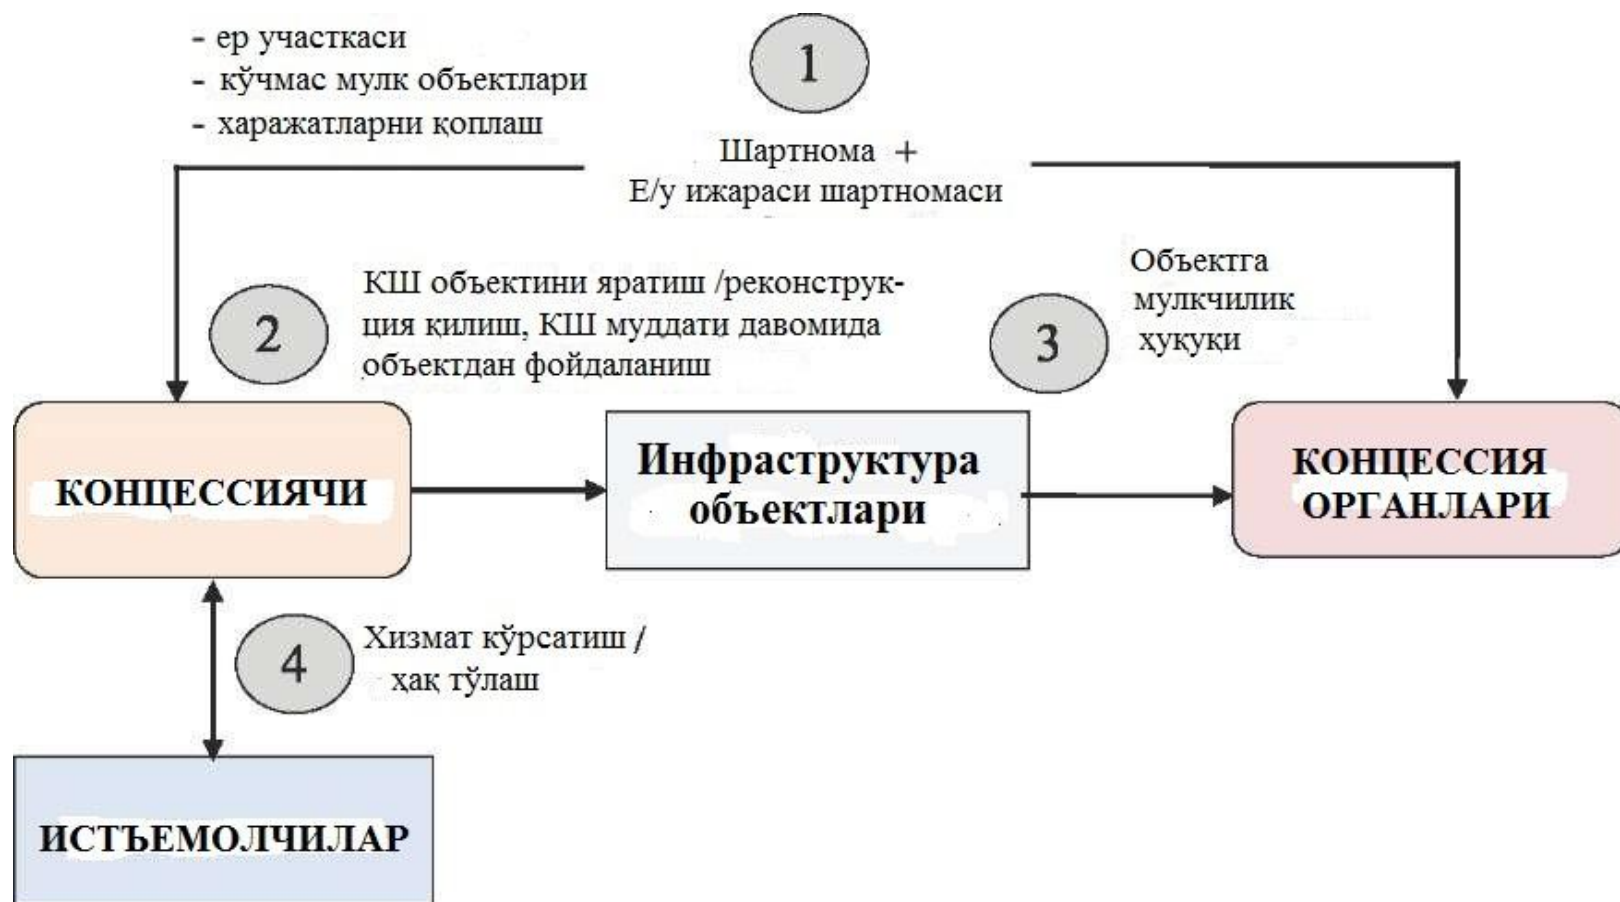 - ер участкаси
- кўчмас мулк объектлари
- харажатларни қоплаш
1
Шартнома +
Е/у ижараси шартномаси
2
КШ объектини яратиш /реконструк-
ция қилиш, КШ муддати давомида
объектдан фойдаланиш
3
Объектга
мулкчилик
ҳуқуқи
КОНЦЕССИЯЧИ
Инфраструктура
объектлари
КОНЦЕССИЯ
ОРГАНЛАРИ
4
Хизмат кўрсатиш /
ҳақ тўлаш
ИСТЪЕМОЛЧИЛАР